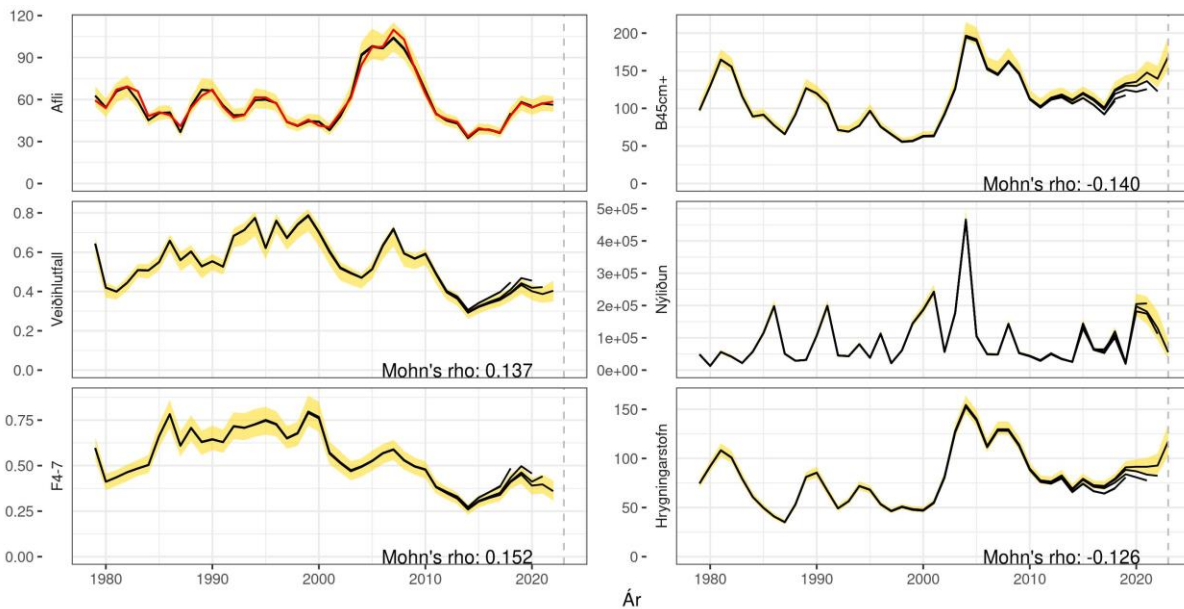 120
90
60
30
0
Afli
200
150
100
50
0
B45cm+
Mohn's rho: -0.140
0.8
0.6
0.4
0.2
0.0
Veiðihlutfall
Mohn's rho: 0.137
5e+05
4e+05
3e+05
2e+05
1e+05
0e+00
Nýliðun
0.75
0.50
0.25
0.00
F4-7
Mohn's rho: 0.152
1980 1990 2000 2010 2020
150
100
50
0
Hrygningarstofn
Mohn's rho: -0.126
1980 1990 2000 2010 2020
Ár